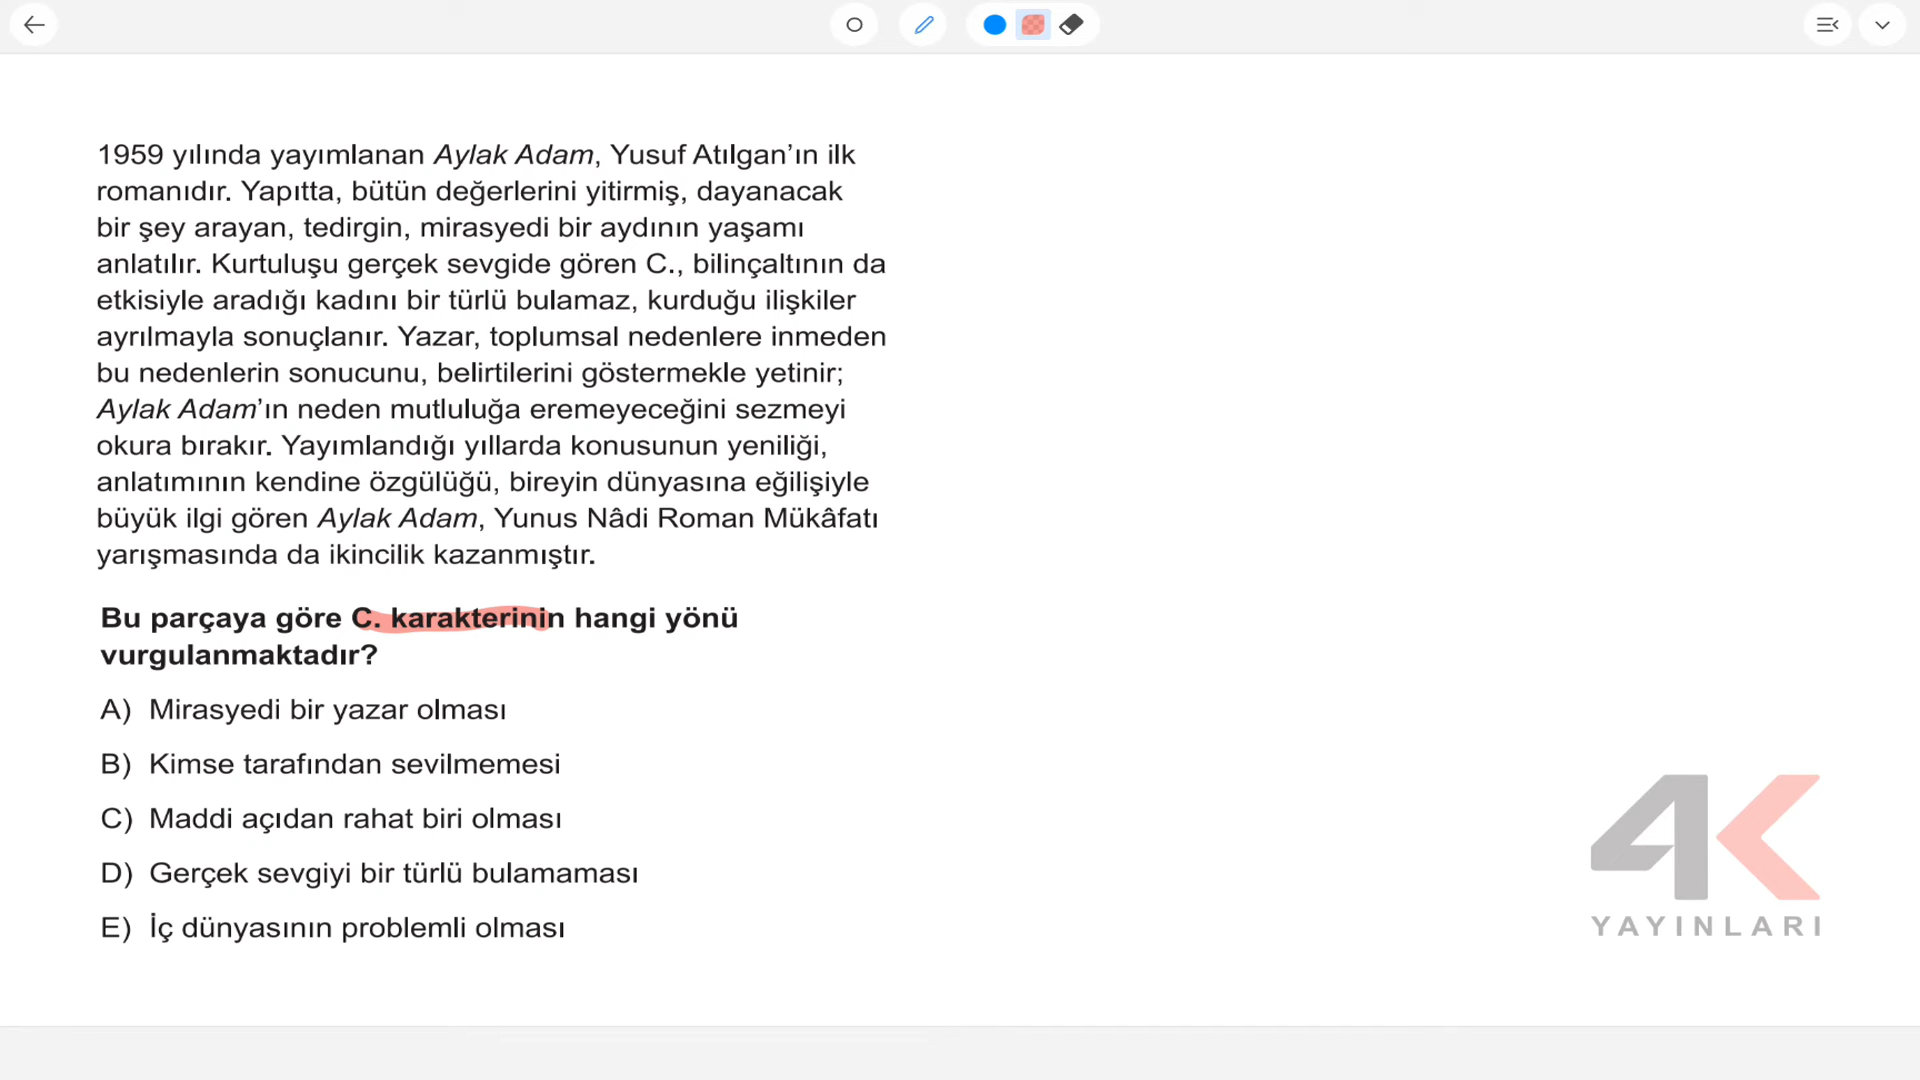 1959 yılında yayımlanan Aylak Adam, Yusuf Atılgan’ın ilk
romanıdır. Yapıtta, bütün değerlerini yitirmiş, dayanacak
bir şey arayan, tedirgin, mirasyedi bir aydının yaşamı
anlatılır. Kurtuluşu gerçek sevgide gören C., bilinçaltının da
etkisiyle aradığı kadını bir türlü bulamaz, kurduğu ilişkiler
ayrılmayla sonuçlanır. Yazar, toplumsal nedenlere inmeden
bu nedenlerin sonucunu, belirtilerini göstermekle yetinir;
Aylak Adam’ın neden mutluluğa eremeyeceğini sezmeyi
okura bırakır. Yayımlandığı yıllarda konusunun yeniliği,
anlatımının kendine özgülüğü, bireyin dünyasına eğilişiyle
büyük ilgi gören Aylak Adam, Yunus Nâdi Roman Mükâfatı
yarışmasında da ikincilik kazanmıştır.
Bu parçaya göre C. karakterinin hangi yönü
vurgulanmaktadır?
A) Mirasyedi bir yazar olması
B) Kimse tarafından sevilmemesi
C) Maddi açıdan rahat biri olması
D) Gerçek sevgiyi bir türlü bulamaması
E) İç dünyasının problemli olması
4K
YAYINLARI